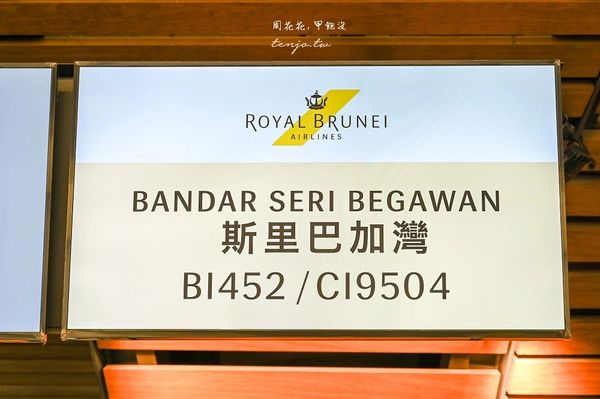 周花花，甲飽沒
tenjo.tw
ROYAL BRUNEI
AIRLINES
BANDAR SERI BEGAWAN
斯里巴加灣
BI452 / CI9504